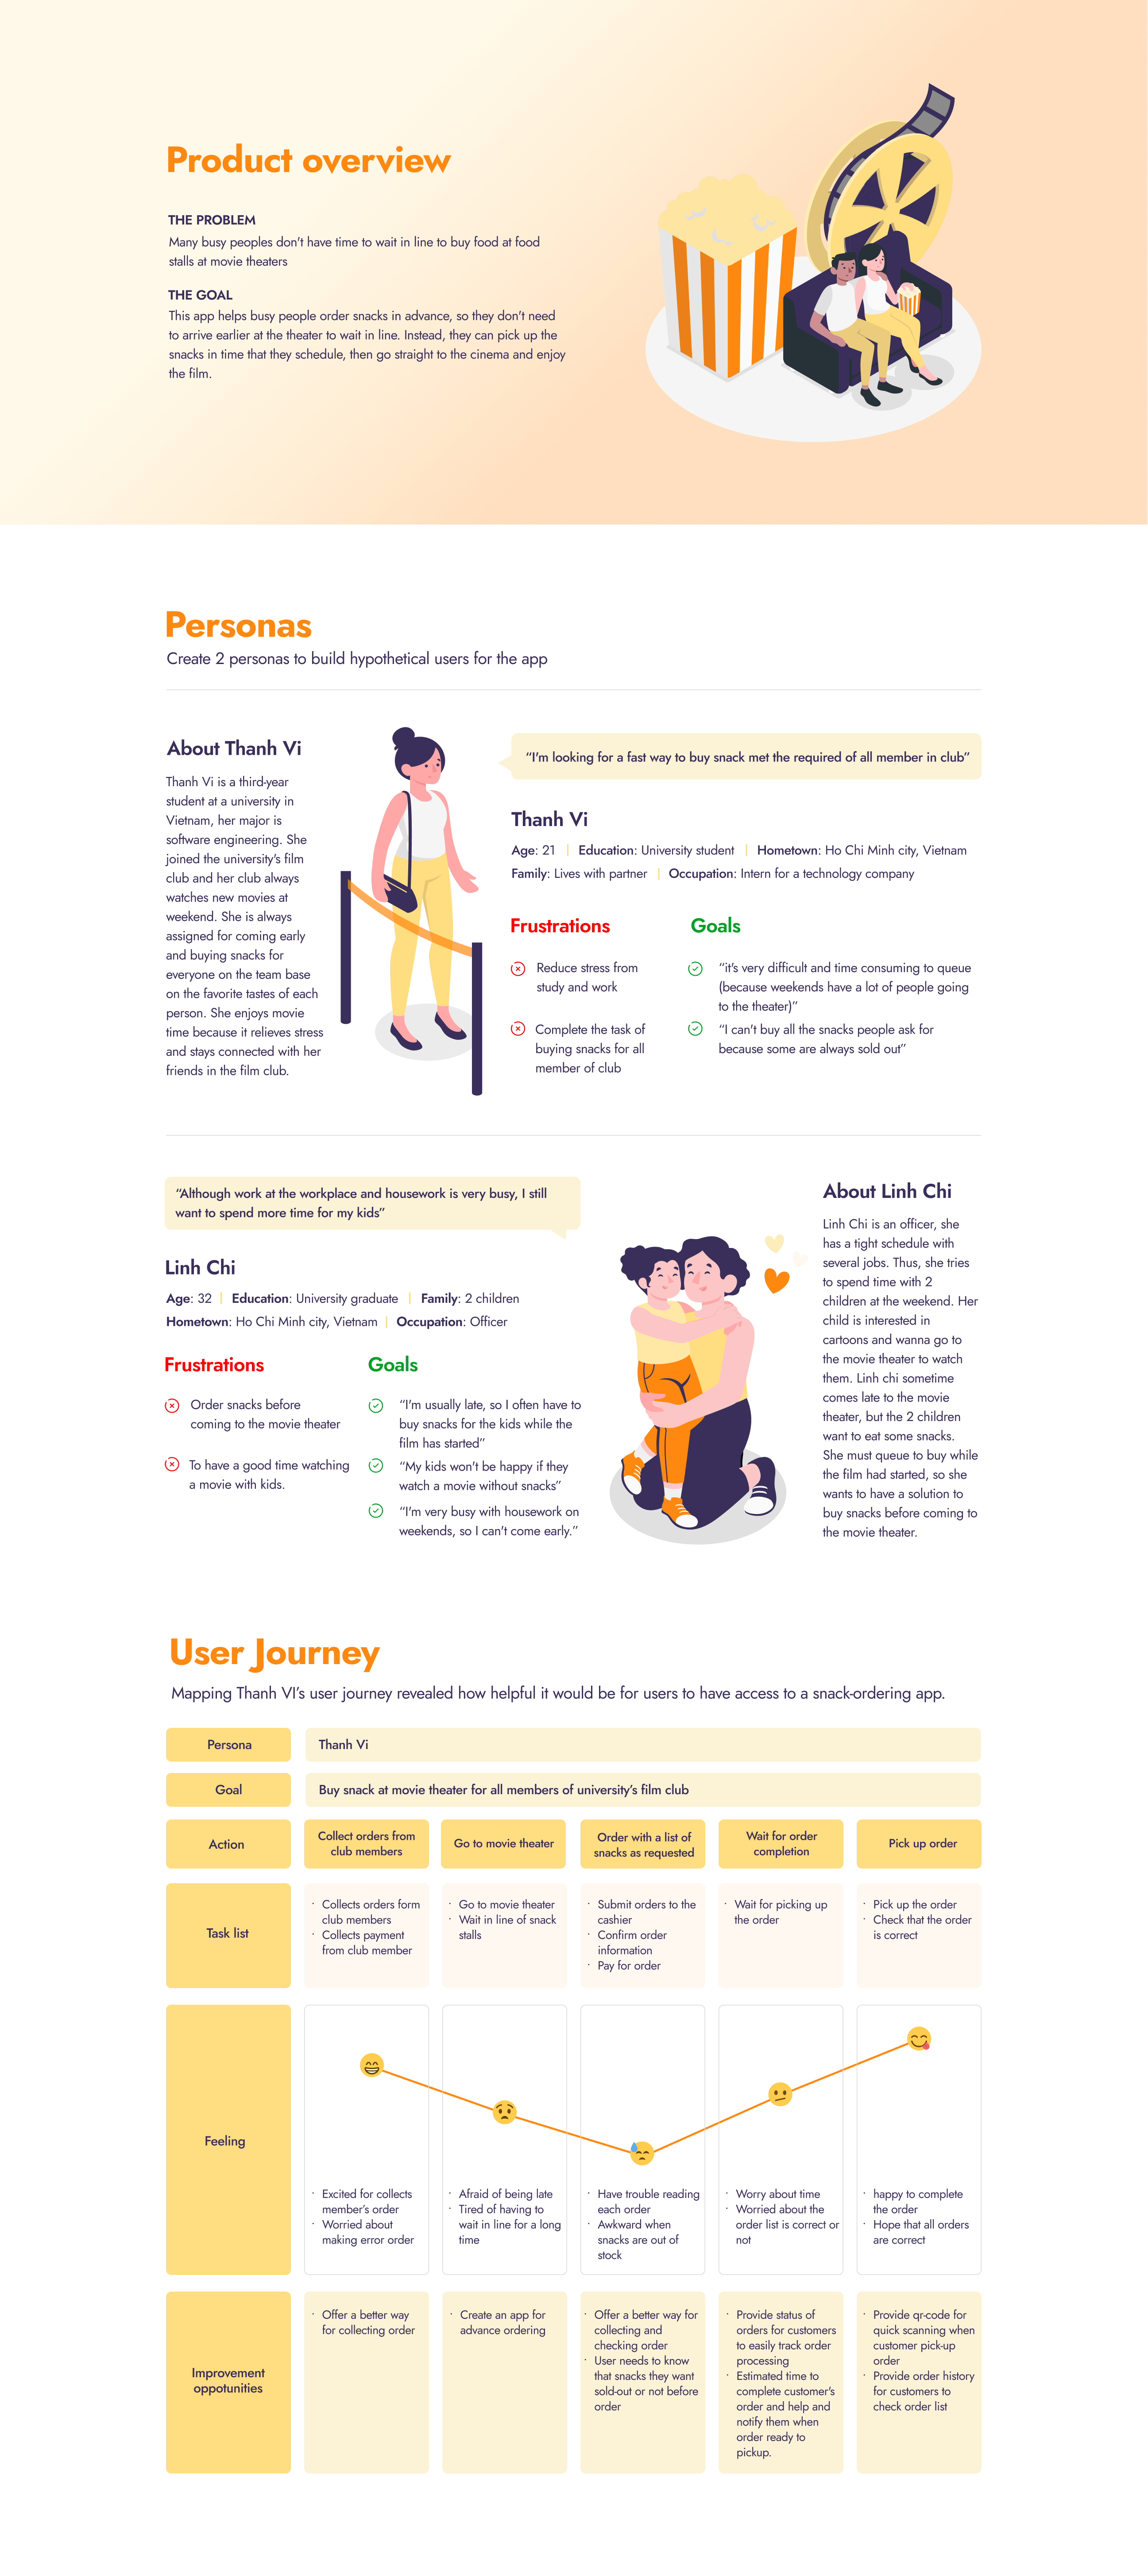 Product overview
THE PROBLEM
Many busy peoples don't have time to wait in line to buy food at food
stalls at movie theaters
THE GOAL
This app helps busy people order snacks in advance, so they don't need
to arrive earlier at the theater to wait in line. Instead, they can pick up the
snacks in time that they schedule, then go straight to the cinema and enjoy
the film.
Personas
Create 2 personas to build hypothetical users for the app
About Thanh Vi
Thanh Vi is a third-year
student at a university in
Vietnam, her major is
software engineering. She
joined the university's film
club and her club always
watches new movies at
weekend. She is always
assigned for coming early
and buying snacks for
everyone on the team base
on the favorite tastes of each
person. She enjoys movie
time because it relieves stress
and stays connected with her
friends in the film club.
“I'm looking for a fast way to buy snack met the required of all member in club”
Thanh Vi
Age: 21 | Education: University student | Hometown: Ho Chi Minh city, Vietnam
Family: Lives with partner | Occupation: Intern for a technology company
Frustrations
Reduce stress from
study and work
Complete the task of
buying snacks for all
member of club
Goals
“it's very difficult and time consuming to queue
(because weekends have a lot of people going
to the theater)”
“I can't buy all the snacks people ask for
because some are always sold out”
“Although work at the workplace and housework is very busy, I still
want to spend more time for my kids”
Linh Chi
Age: 32 | Education: University graduate | Family: 2 children
Hometown: Ho Chi Minh city, Vietnam | Occupation: Officer
Frustrations
Order snacks before
coming to the movie theater
To have a good time watching
a movie with kids.
Goals
“I'm usually late, so I often have to
buy snacks for the kids while the
film has started”
“My kids won't be happy if they
watch a movie without snacks”
“I'm very busy with housework on
weekends, so I can't come early.”
About Linh Chi
Linh Chi is an officer, she
has a tight schedule with
several jobs. Thus, she tries
to spend time with 2
children at the weekend. Her
child is interested in
cartoons and wanna go to
the movie theater to watch
them. Linh chi sometime
comes late to the movie
theater, but the 2 children
want to eat some snacks.
She must queue to buy while
the film had started, so she
wants to have a solution to
buy snacks before coming to
the movie theater.
User Journey
Mapping Thanh VI’s user journey revealed how helpful it would be for users to have access to a snack-ordering app.
Persona
Thanh Vi
Goal
Buy snack at movie theater for all members of university’s film club
Action
Collect orders from
club members
Go to movie theater
Order with a list of
snacks as requested
Wait for order
completion
Pick up order
Task list
· Collects orders form
club members
· Collects payment
from club member
· Go to movie theater
· Wait in line of snack
stalls
· Submit orders to the
cashier
· Confirm order
information
· Pay for order
· Wait for picking up
the order
· Pick up the order
· Check that the order
is correct
Feeling
· Excited for collects
member’s order
· Worried about
making error order
· Afraid of being late
· Tired of having to
wait in line for a long
time
· Have trouble reading
each order
· Awkward when
snacks are out of
stock
· Worry about time
· Worried about the
order list is correct or
not
· happy to complete
the order
· Hope that all orders
are correct
Improvement
oppotunities
· Offer a better way
for collecting order
· Create an app for
advance ordering
· Offer a better way for
collecting and
checking order
· User needs to know
that snacks they want
sold-out or not before
order
· Provide status of
orders for customers
to easily track order
processing
· Estimated time to
complete customer's
order and help and
notify them when
order ready to
pickup.
· Provide qr-code for
quick scanning when
customer pick-up
order
· Provide order history
for customers to
check order list